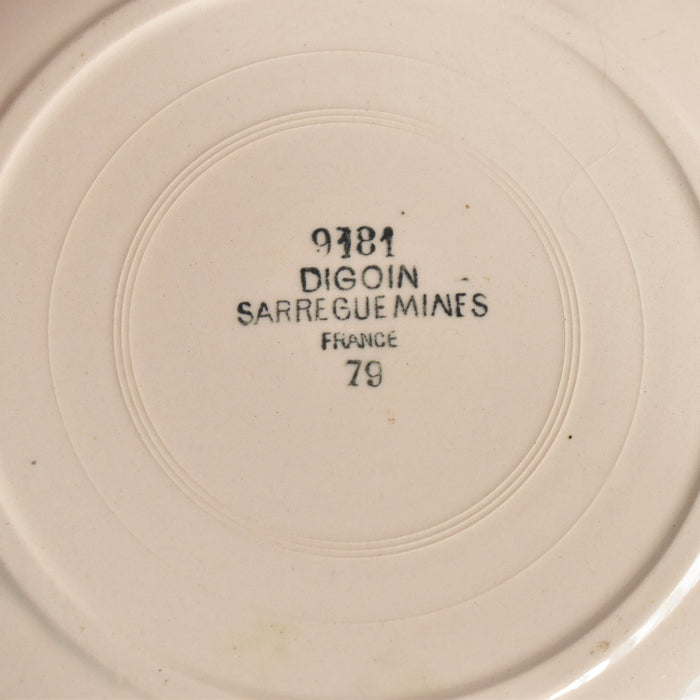 9181
DIGOIN
SARREGUEMINES
FRANCE
79